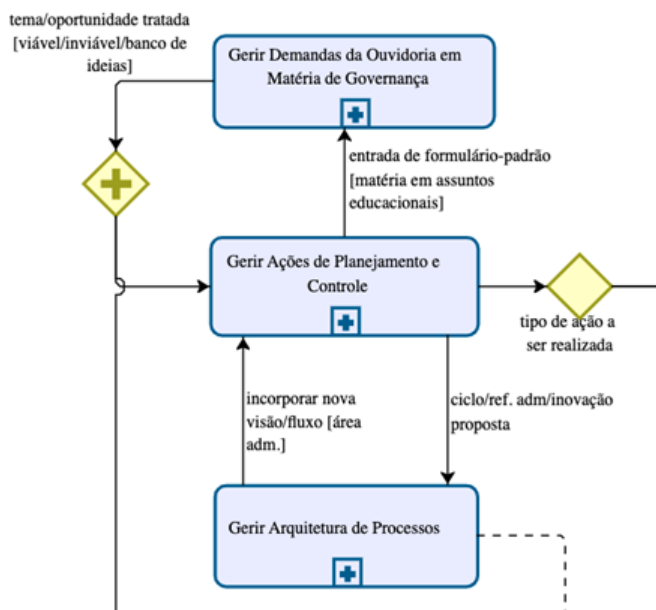 tema/oportunidade tratada
[viável/inviável/banco de
ideias]
Gerir Demandas da Ouvidoria em
Matéria de Governança
entrada de formulário-padrão
[matéria em assuntos
educacionais]
Gerir Ações de Planejamento e
Controle
tipo de ação a
ser realizada
incorporar nova
visão/fluxo [área
adm.]
ciclo/ref. adm/inovação
proposta
Gerir Arquitetura de Processos